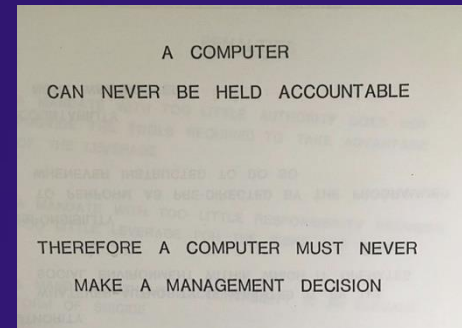 A COMPUTER
CAN NEVER BE HELD ACCOUNTABLE
THEREFORE A COMPUTER MUST NEVER
MAKE A MANAGEMENT DECISION